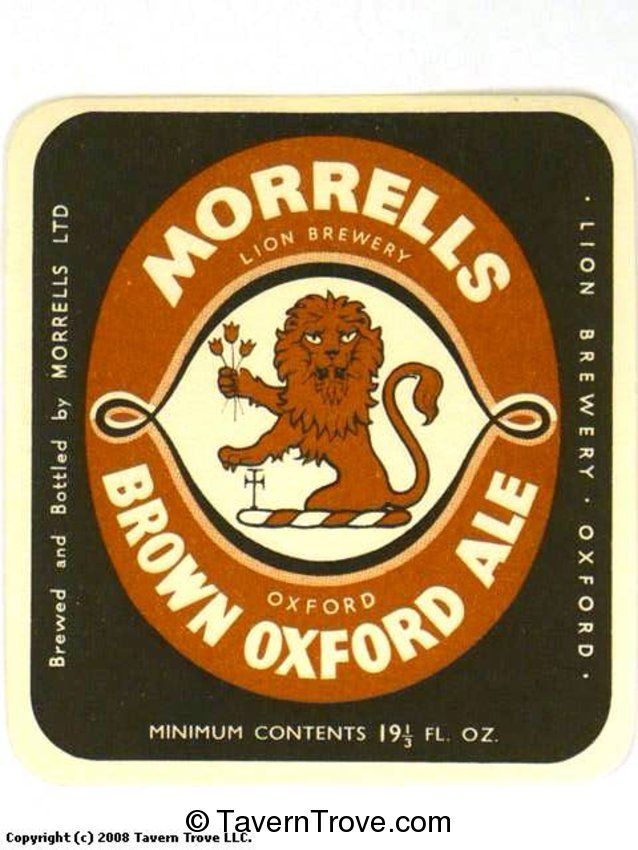 MORRELLS
LION BREWERY
OXFORD
BROWN OXFORD ALE
Brewed and Bottled by MORRELLS LTD
· LION BREWERY · OXFORD ·
MINIMUM CONTENTS 19⅓ FL. OZ.
© TavernTrove.com
Copyright (c) 2008 Tavern Trove LLC.